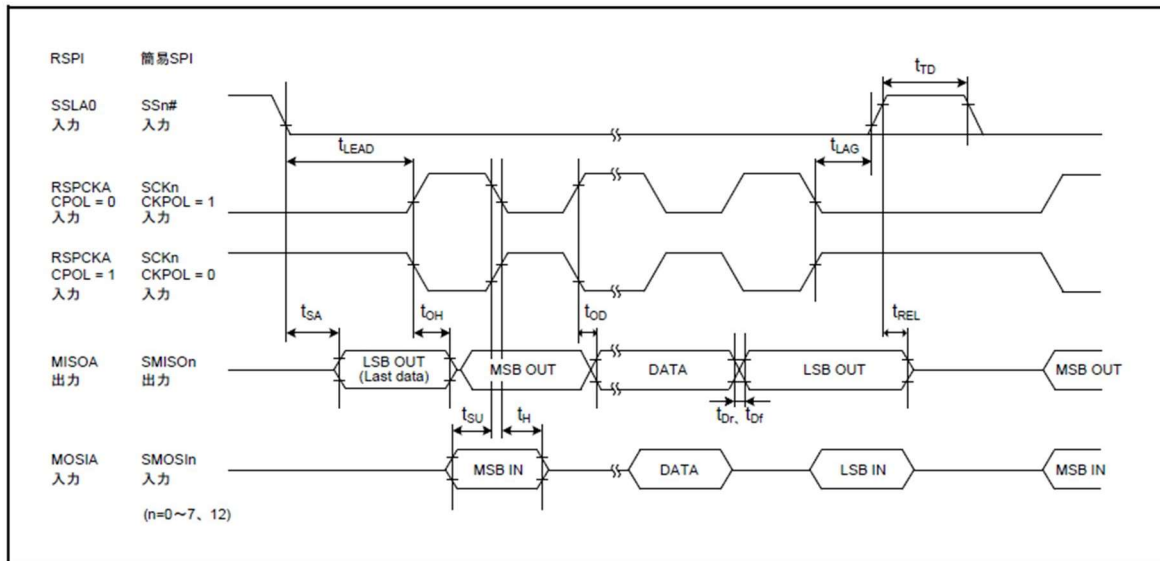 RSPI 簡易SPI
SSLA0 SSn#
入力 入力
tTD
tLEAD
tLAG
RSPCKA SCKn
CPOL = 0 CKPOL = 1
入力 入力
RSPCKA SCKn
CPOL = 1 CKPOL = 0
入力 入力
tSA
tOH
tOD
tREL
MISOA SMISOn
出力 出力
LSB OUT
(Last data)
MSB OUT
DATA
LSB OUT
MSB OUT
tSU
tH
tDr、tDf
MOSIA SMOSIn
入力 入力
MSB IN
DATA
LSB IN
MSB IN
(n=0～7、12)